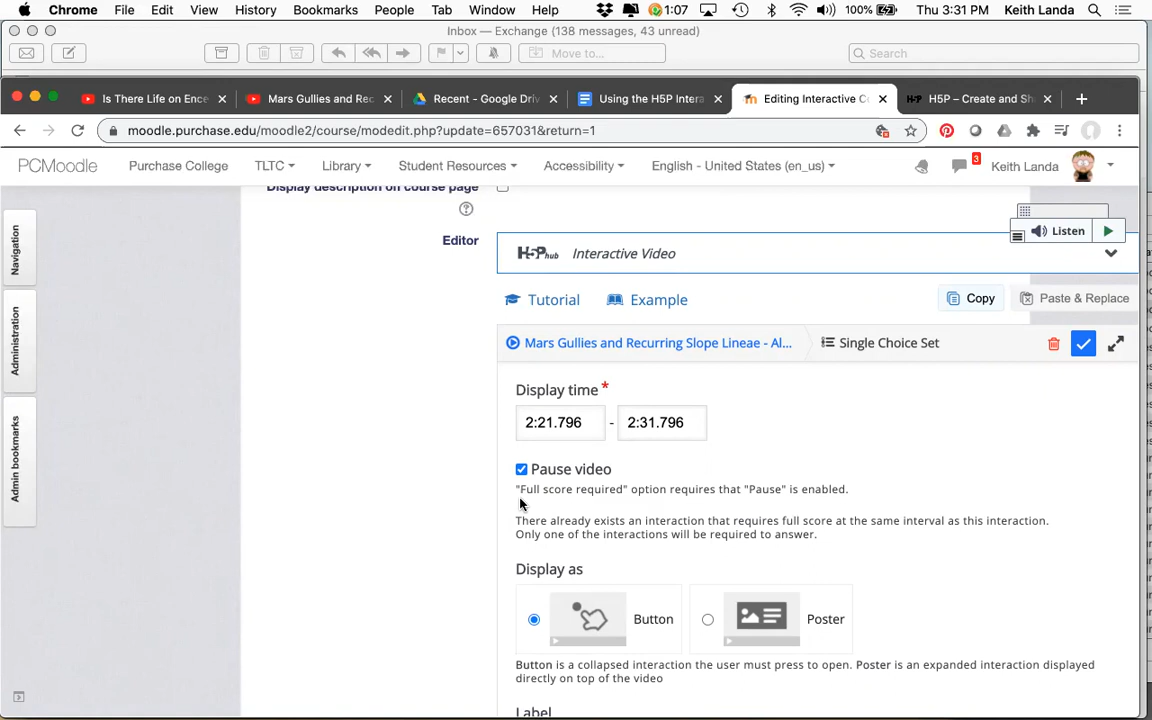 Chrome File Edit View History Bookmarks People Tab Window Help 1:07 100% Thu 3:31 PM Keith Landa
Inbox — Exchange (138 messages, 43 unread)
Move to...
Search
Is There Life on Ence
Mars Gullies and Rec
Recent - Google Driv
Using the H5P Intera
Editing Interactive C
H5P – Create and Sh
moodle.purchase.edu/moodle2/course/modedit.php?update=657031&return=1
PCMoodle Purchase College TLTC Library Student Resources Accessibility English - United States (en_us) 3 Keith Landa
Display description on course page
Navigation
Administration
Admin bookmarks
Listen
Editor
H5P hub Interactive Video
Tutorial Example Copy Paste & Replace
Mars Gullies and Recurring Slope Lineae - Al... Single Choice Set
Display time*
2:21.796 - 2:31.796
Pause video
"Full score required" option requires that "Pause" is enabled.
There already exists an interaction that requires full score at the same interval as this interaction.
Only one of the interactions will be required to answer.
Display as
Button Poster
Button is a collapsed interaction the user must press to open. Poster is an expanded interaction displayed
directly on top of the video
Label